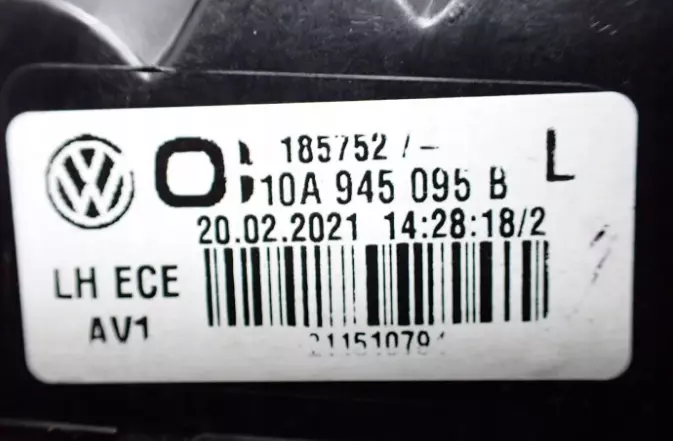 185752 / -
10A 945 095 B L
20.02.2021 14:28:18/2
LH ECE
AV1